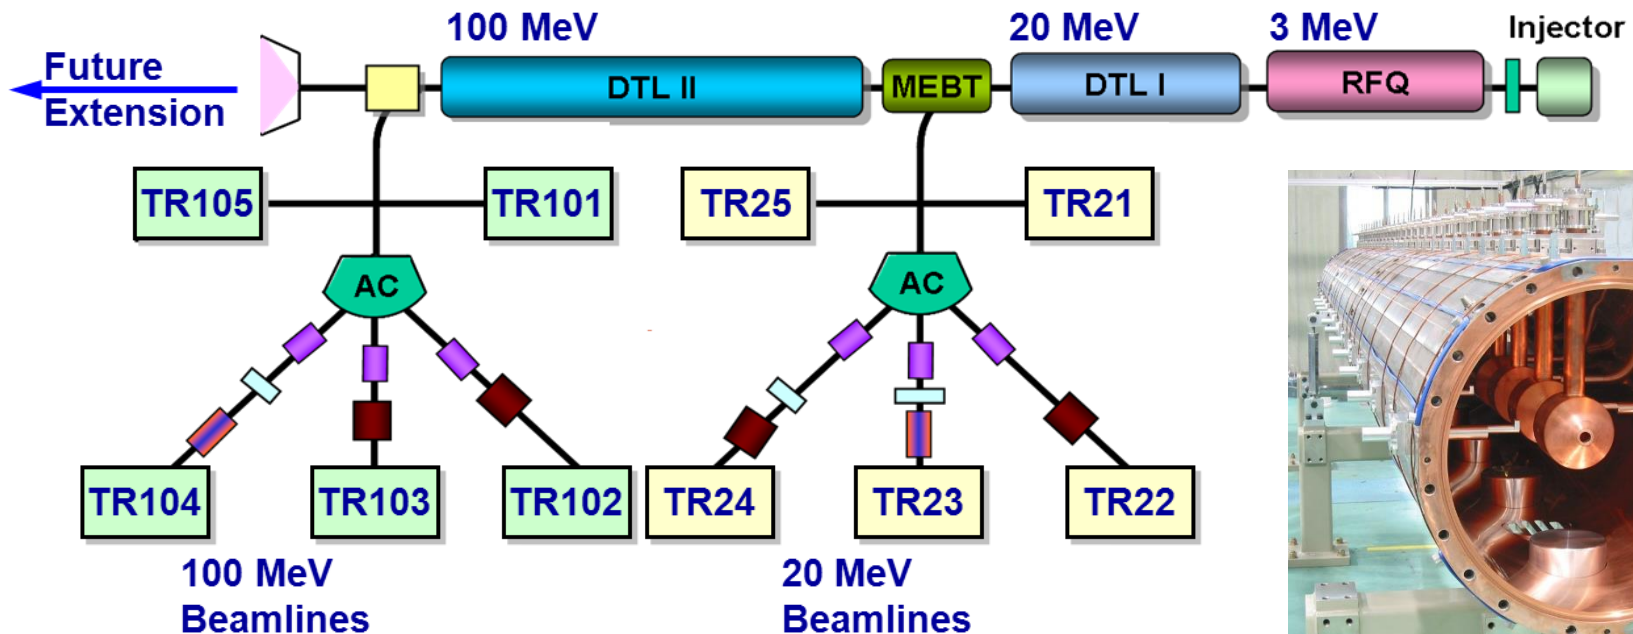 100 MeV
20 MeV
3 MeV
Injector
Future
Extension
DTL II
MEBT
DTL I
RFQ
TR105
TR101
TR25
TR21
AC
AC
TR104
TR103
TR102
TR24
TR23
TR22
100 MeV
Beamlines
20 MeV
Beamlines